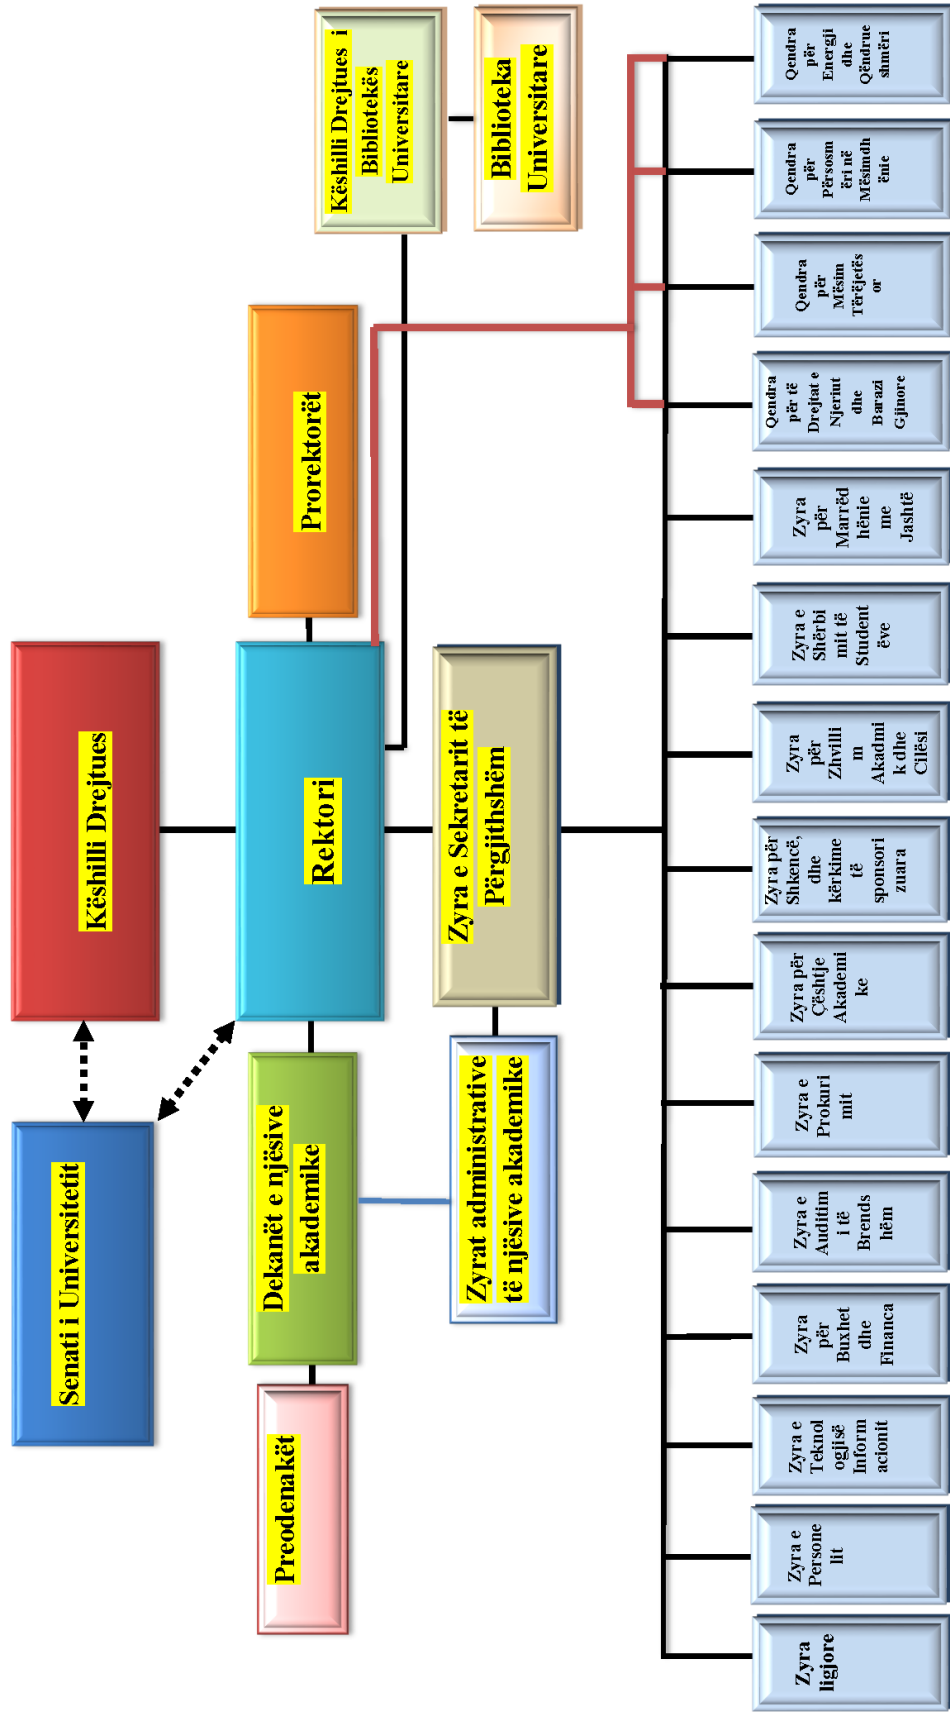 Senati i Universitetit
Këshilli Drejtues
Preodenakët
Dekanët e njësive
akademike
Rektori
Prorektorët
Këshilli Drejtues i
Bibliotekës
Universitare
Zyrat administrative
të njësive akademike
Zyra e Sekretarit të
Përgjithshëm
Biblioteka
Universitare
Zyra
ligjore
Zyra e
Persone
lit
Zyra e
Teknol
ogjisë
Inform
acionit
Zyra
për
Buxhet
dhe
Financa
Zyra e
Auditim
i të
Brends
hëm
Zyra e
Prokuri
mit
Zyra për
Çështje
Akademi
ke
Zyra për
Shkencë,
dhe
kërkime
të
sponsori
zuara
Zyra
për
Zhvilli
m
Akadmi
k dhe
Cilësi
Zyra e
Shërbi
mit të
Student
ëve
Zyra
për
Marrëd
hënie
me
Jashtë
Qendra
për të
Drejtat e
Njeriut
dhe
Barazi
Gjinore
Qendra
për
Mësim
Tërëjetës
or
Qendra
për
Përsosm
ëri në
Mësimdh
ënie
Qendra
për
Energji
dhe
Qëndrue
shmëri